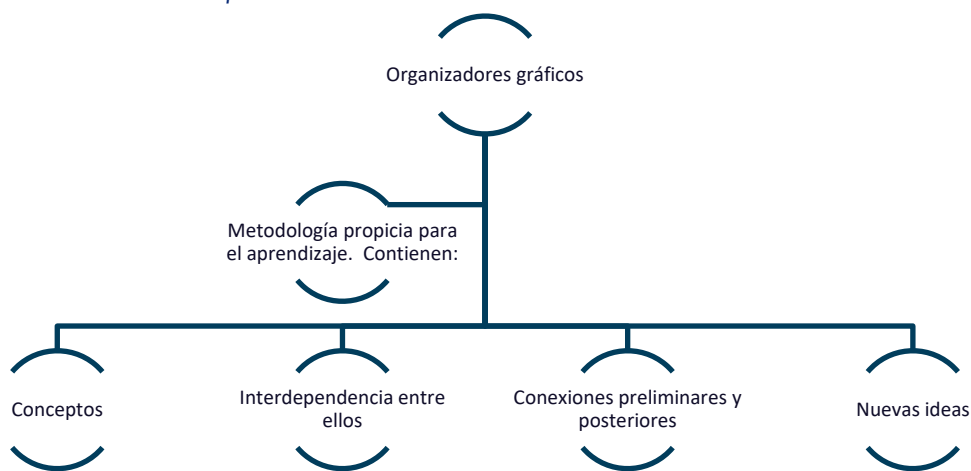 Organizadores gráficos
Metodología propicia para
el aprendizaje. Contienen:
Conceptos
Interdependencia entre
ellos
Conexiones preliminares y
posteriores
Nuevas ideas